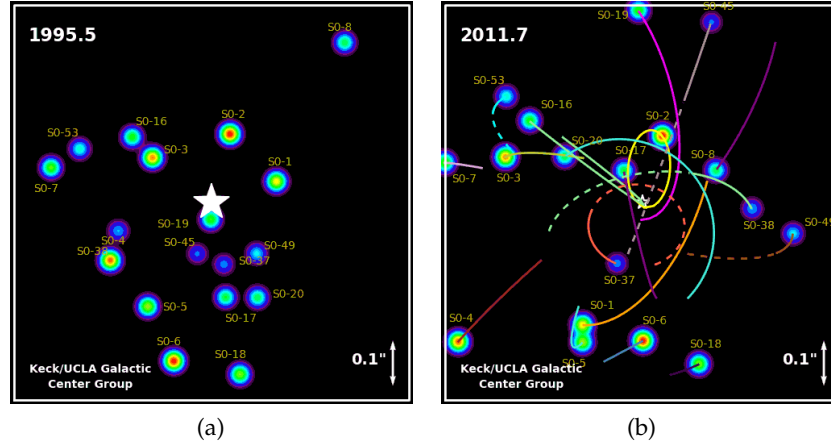 1995.5
S0-8
S0-2
S0-16
S0-53
S0-3
S0-7
S0-1
S0-19
S0-4
S0-38
S0-45
S0-49
S0-37
S0-5
S0-17
S0-20
S0-6
S0-18
Keck/UCLA Galactic
Center Group
0.1"
(a)
2011.7
S0-19
S0-45
S0-53
S0-16
S0-2
S0-20
S0-17
S0-8
S0-7
S0-3
S0-38
S0-49
S0-37
S0-1
S0-4
S0-6
S0-5
S0-18
Keck/UCLA Galactic
Center Group
0.1"
(b)